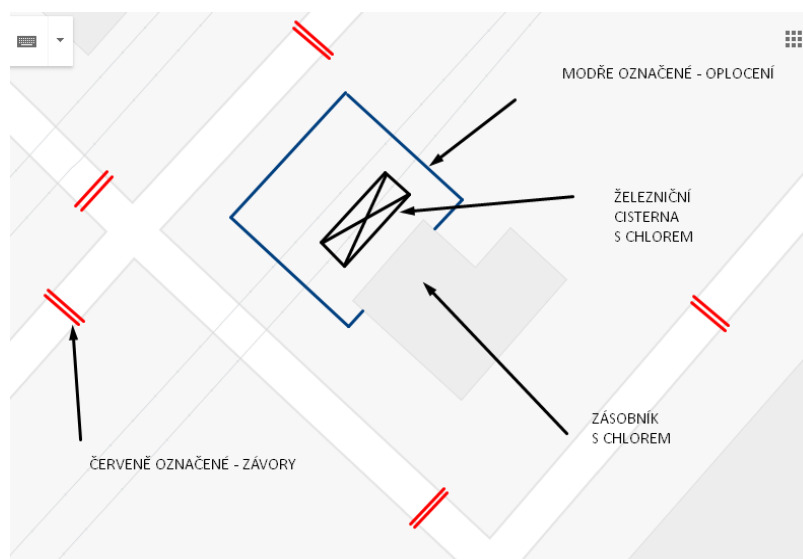 MODŘE OZNAČENÉ - OPLOCENÍ
ŽELEZNIČNÍ
CISTERNA
S CHLOREM
ZÁSOBNÍK
S CHLOREM
ČERVENĚ OZNAČENÉ - ZÁVORY